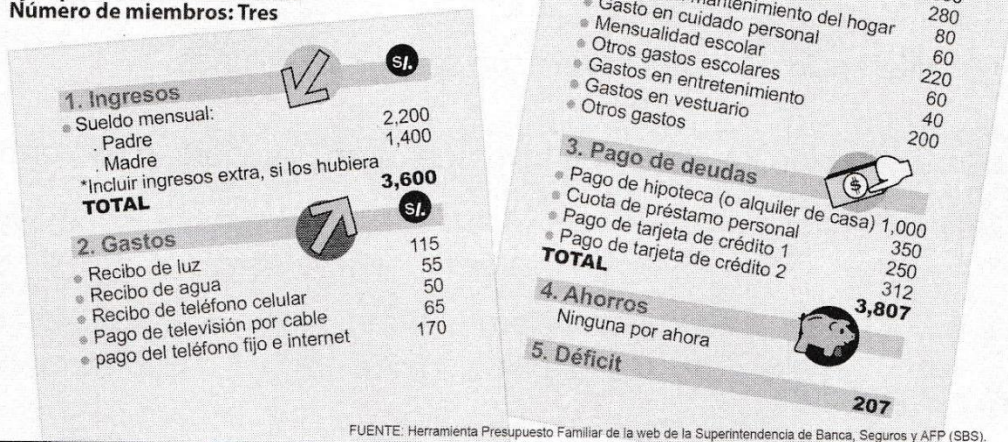 Número de miembros: Tres
1. Ingresos S/.
• Sueldo mensual:
. Padre 2,200
. Madre 1,400
*Incluir ingresos extra, si los hubiera
TOTAL 3,600
2. Gastos S/.
• Recibo de luz 115
• Recibo de agua 55
• Recibo de teléfono celular 50
• Pago de televisión por cable 65
• pago del teléfono fijo e internet 170
mantenimiento del hogar 280
• Gasto en cuidado personal 80
• Mensualidad escolar 60
• Otros gastos escolares 220
• Gastos en entretenimiento 60
• Gastos en vestuario 40
• Otros gastos 200
3. Pago de deudas
• Pago de hipoteca (o alquiler de casa) 1,000
• Cuota de préstamo personal 350
• Pago de tarjeta de crédito 1 250
• Pago de tarjeta de crédito 2 312
TOTAL 3,807
4. Ahorros
Ninguna por ahora
5. Déficit
207
FUENTE: Herramienta Presupuesto Familiar de la web de la Superintendencia de Banca, Seguros y AFP (SBS).